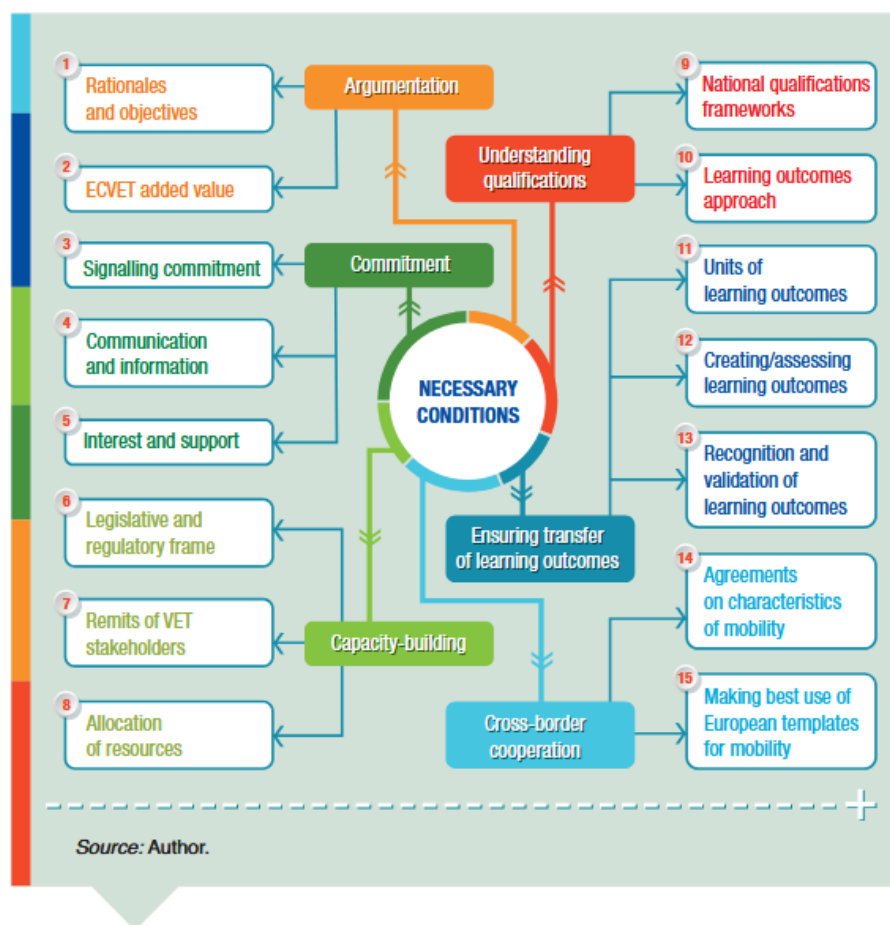 1
Rationales
and objectives
Argumentation
2
ECVET added value
3
Signalling commitment
Commitment
4
Communication
and information
5
Interest and support
6
Legislative and
regulatory frame
7
Remits of VET
stakeholders
Capacity-building
8
Allocation
of resources
NECESSARY
CONDITIONS
Understanding
qualifications
9
National qualifications
frameworks
10
Learning outcomes
approach
Ensuring transfer
of learning outcomes
11
Units of
learning outcomes
12
Creating/assessing
learning outcomes
13
Recognition and
validation of
learning outcomes
Cross-border
cooperation
14
Agreements
on characteristics
of mobility
15
Making best use of
European templates
for mobility
Source: Author.